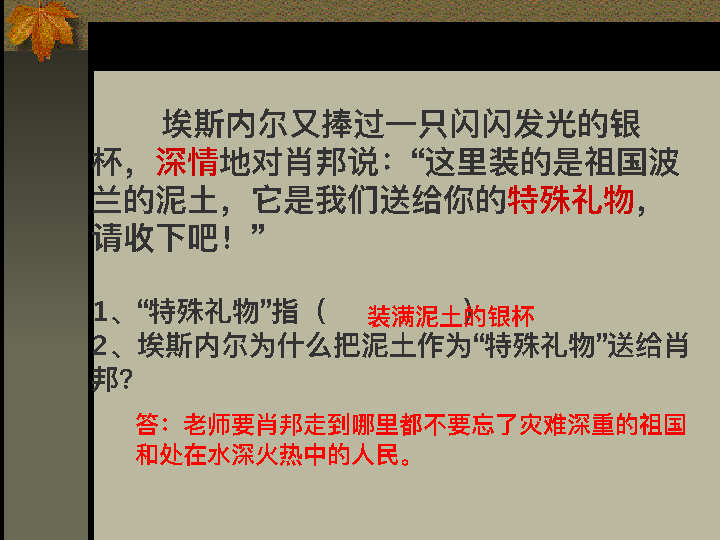 埃斯内尔又捧过一只闪闪发光的银
杯，深情地对肖邦说：“这里装的是祖国波
兰的泥土，它是我们送给你的特殊礼物，
请收下吧！”
1、“特殊礼物”指（装满泥土的银杯）
2、埃斯内尔为什么把泥土作为“特殊礼物”送给肖
邦？
答：老师要肖邦走到哪里都不要忘了灾难深重的祖国
和处在水深火热中的人民。